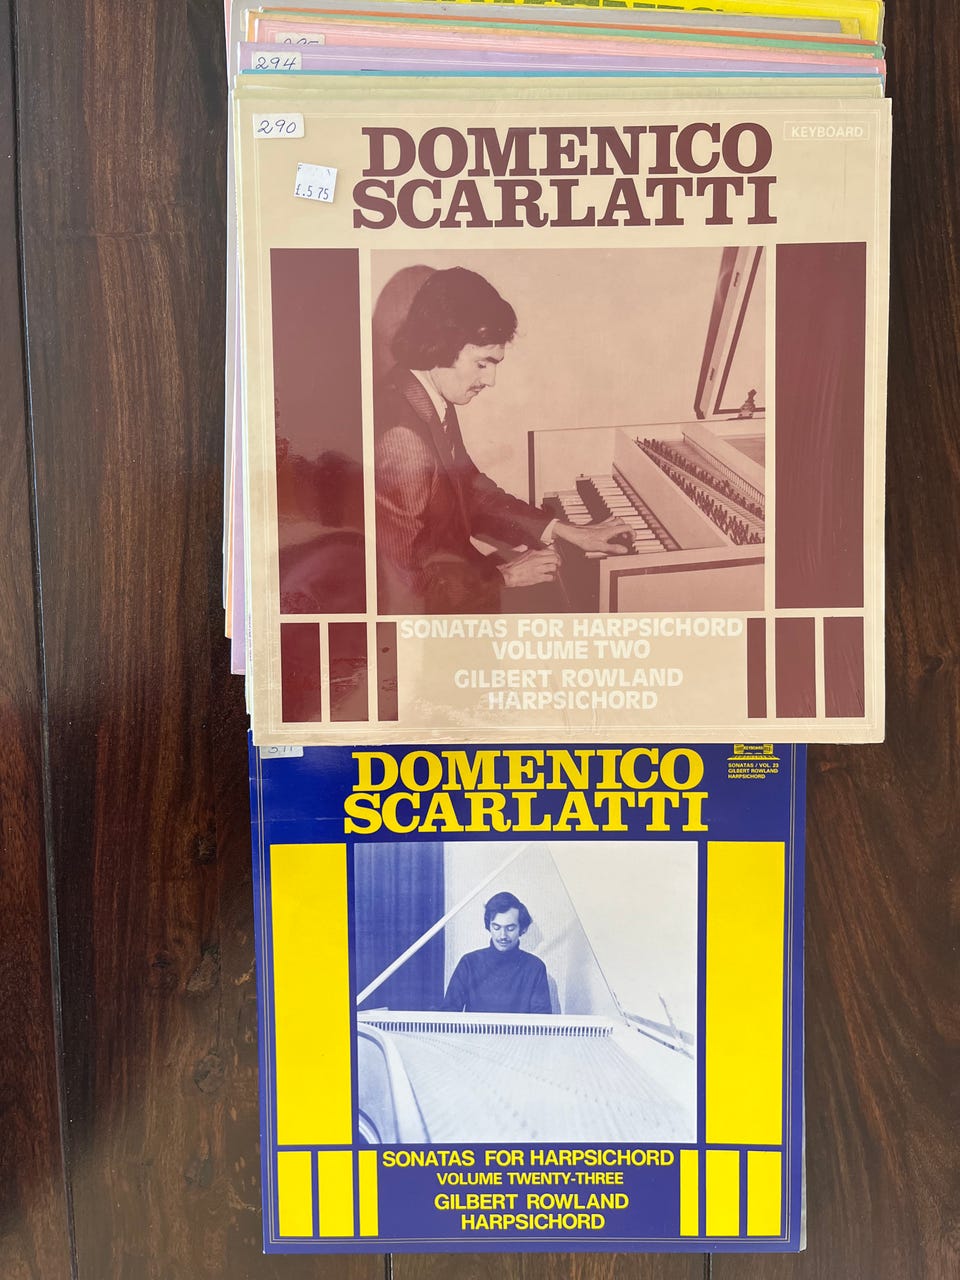 294
290
£.5 75
KEYBOARD
DOMENICO
SCARLATTI
SONATAS FOR HARPSICHORD
VOLUME TWO
GILBERT ROWLAND
HARPSICHORD
KEYBOARD
SONATAS / VOL. 23
GILBERT ROWLAND
HARPSICHORD
DOMENICO
SCARLATTI
SONATAS FOR HARPSICHORD
VOLUME TWENTY-THREE
GILBERT ROWLAND
HARPSICHORD